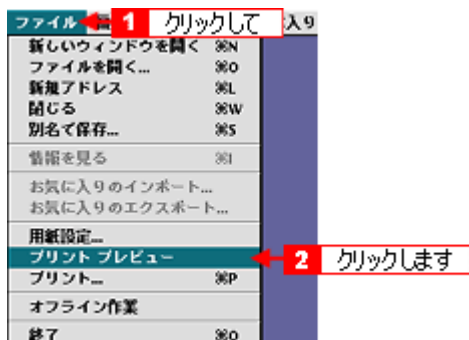 ファイル 1 クリックして 入り
新しいウィンドウを開く ⌘N
ファイルを開く... ⌘O
新規アドレス ⌘L
閉じる ⌘W
別名で保存... ⌘S
情報を見る ⌘I
お気に入りのインポート...
お気に入りのエクスポート...
用紙設定...
プリント プレビュー 2 クリックします
プリント... ⌘P
オフライン作業
終了 ⌘Q